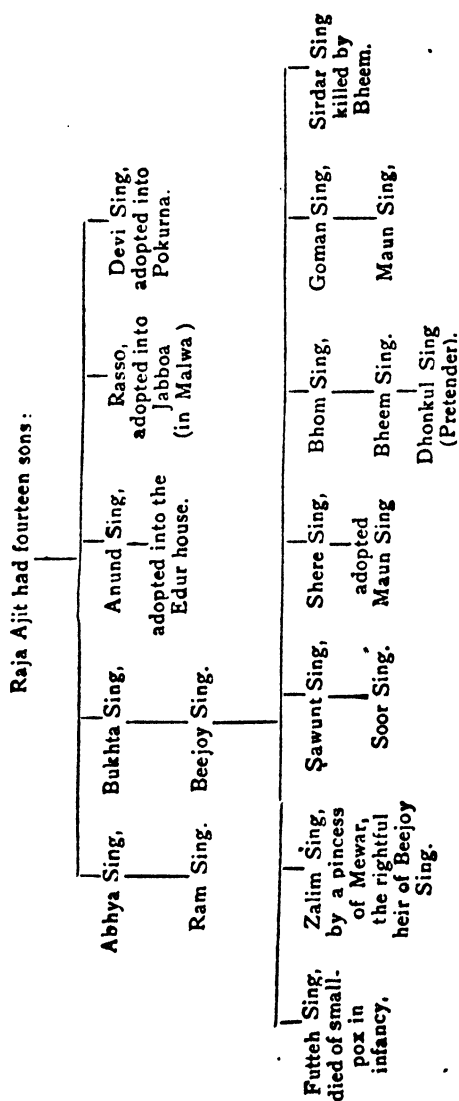 Raja Ajit had fourteen sons:
Abhya Sing,
Ram Sing.
Bukhta Sing,
Beejoy Sing.
Anund Sing,
adopted into the
Edur house.
Rasso,
adopted into
Jabboa
(in Malwa)
Devi Sing,
adopted into
Pokurna.
Futteh Sing,
died of small-
pox in
infancy,
Zalim Sing,
by a pincess
of Mewar,
the rightful
heir of Beejoy
Sing.
Sawunt Sing,
Soor Sing.
Shere Sing,
adopted
Maun Sing
Bhom Sing,
Bheem Sing.
Dhonkul Sing
(Pretender).
Goman Sing,
Maun Sing,
Sirdar Sing
killed by
Bheem.